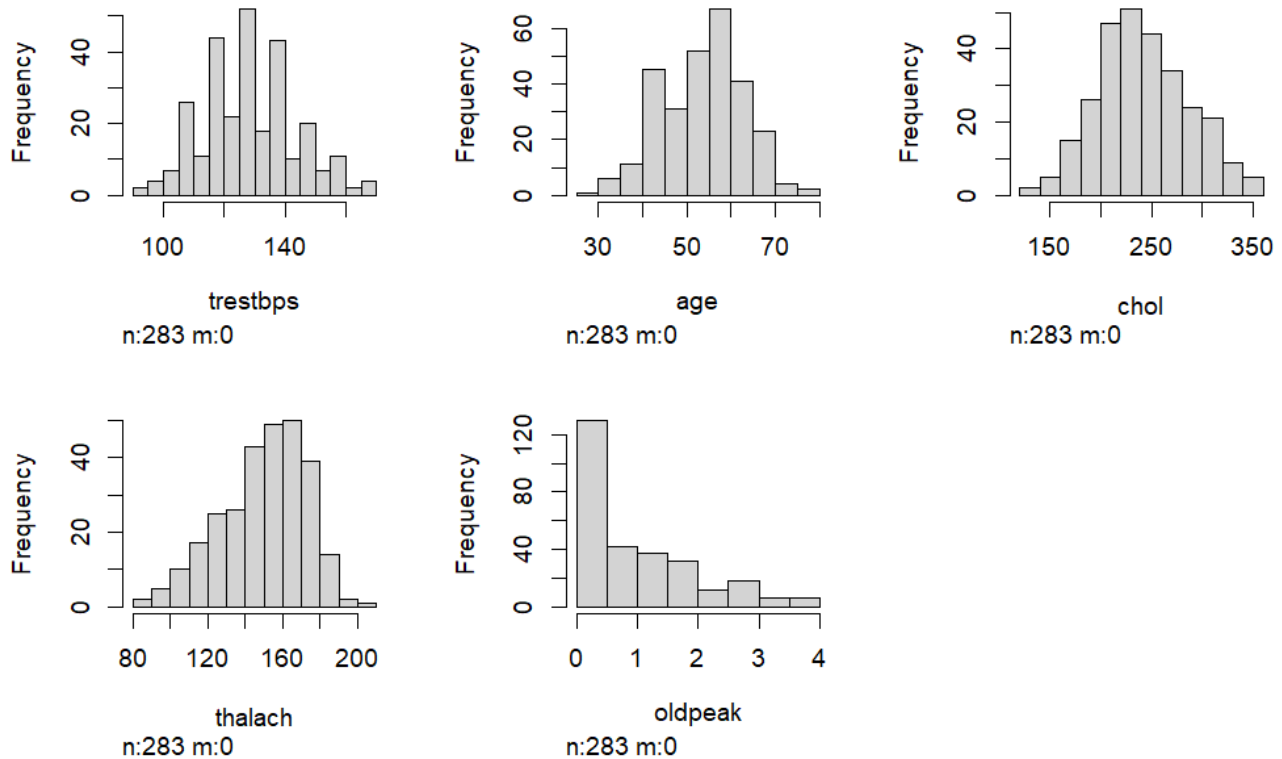 Frequency
0 20 40
100 140
trestbps
n:283 m:0
Frequency
0 20 40 60
30 50 70
age
n:283 m:0
Frequency
0 20 40
150 250 350
chol
n:283 m:0
Frequency
0 20 40
80 120 160 200
thalach
n:283 m:0
Frequency
0 40 80 120
0 1 2 3 4
oldpeak
n:283 m:0